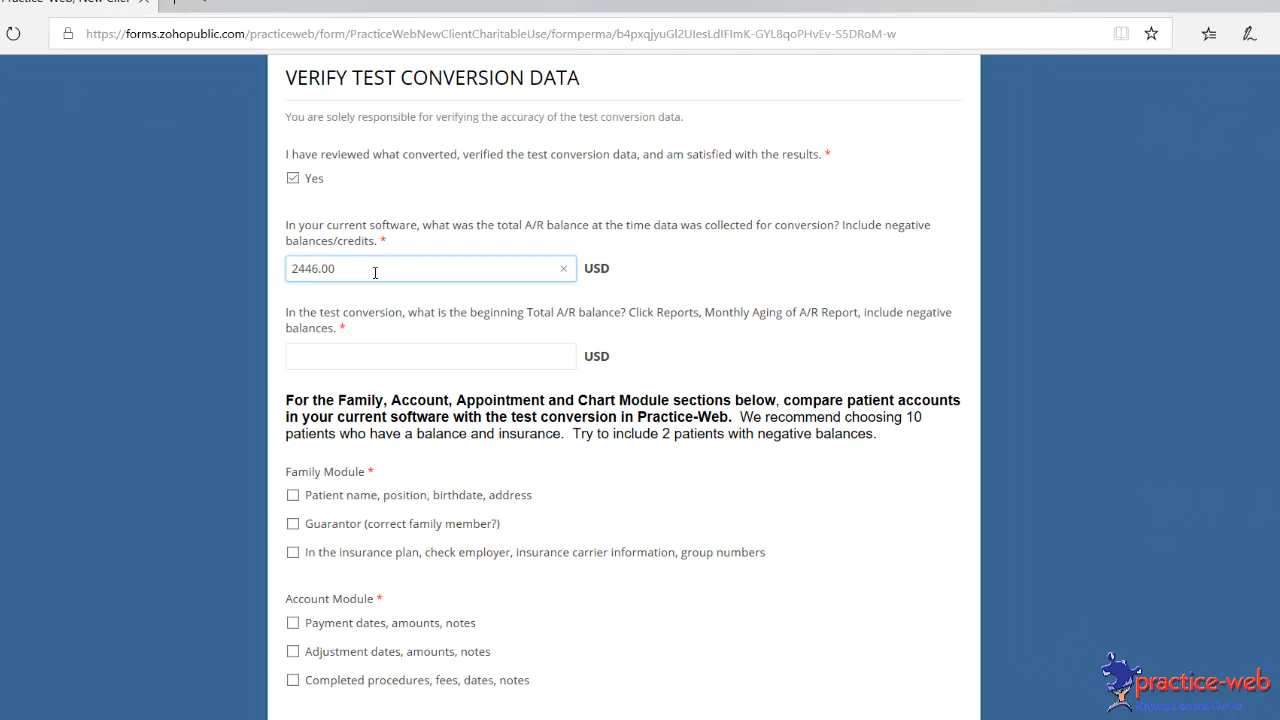 https://forms.zohopublic.com/practiceweb/form/PracticeWebNewClientCharitableUse/formperma/b4pxqjyuGl2UIesLdIFImK-GYL8qoPHvEv-S5DRoM-w
VERIFY TEST CONVERSION DATA
You are solely responsible for verifying the accuracy of the test conversion data.
I have reviewed what converted, verified the test conversion data, and am satisfied with the results. *
Yes
In your current software, what was the total A/R balance at the time data was collected for conversion? Include negative
balances/credits. *
2446.00 × USD
In the test conversion, what is the beginning Total A/R balance? Click Reports, Monthly Aging of A/R Report, include negative
balances. *
USD
For the Family, Account, Appointment and Chart Module sections below, compare patient accounts
in your current software with the test conversion in Practice-Web. We recommend choosing 10
patients who have a balance and insurance. Try to include 2 patients with negative balances.
Family Module *
Patient name, position, birthdate, address
Guarantor (correct family member?)
In the insurance plan, check employer, insurance carrier information, group numbers
Account Module *
Payment dates, amounts, notes
Adjustment dates, amounts, notes
Completed procedures, fees, dates, notes
practice-web